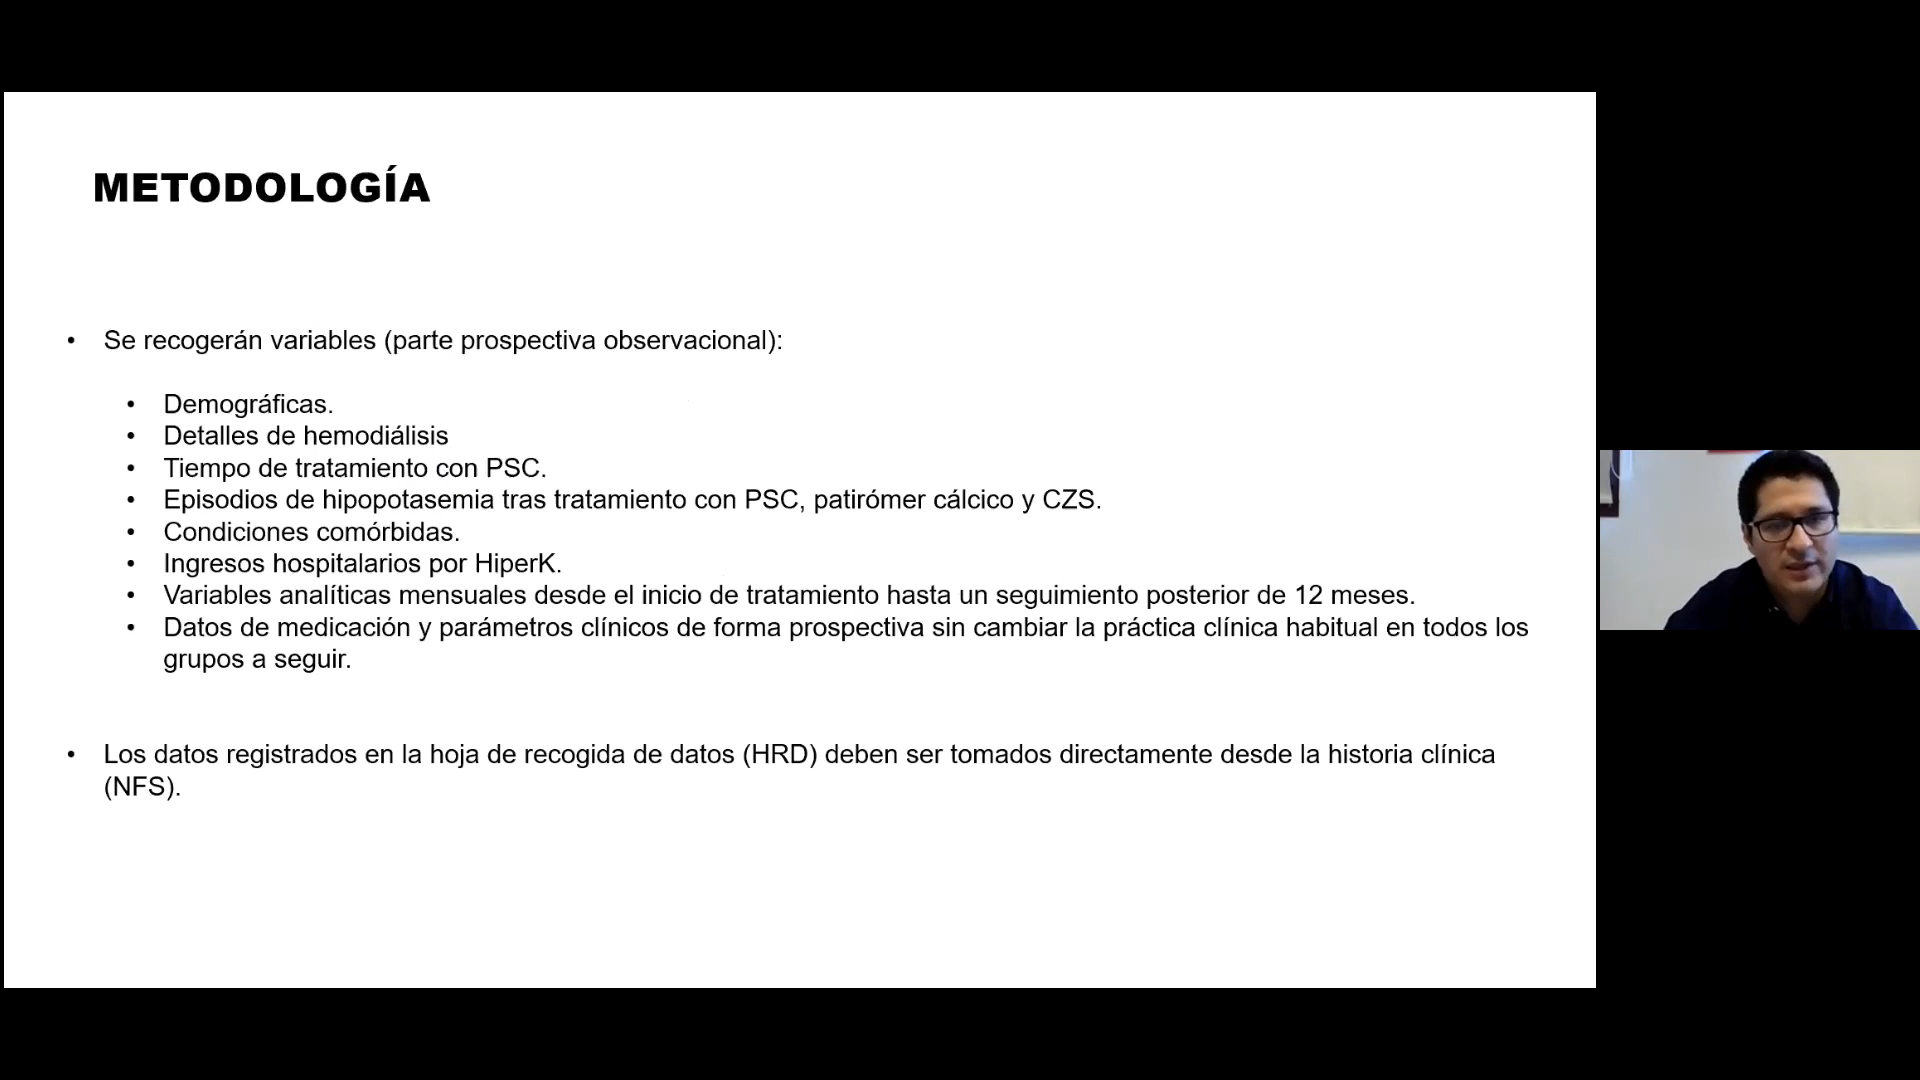 METODOLOGÍA
• Se recogerán variables (parte prospectiva observacional):
• Demográficas.
• Detalles de hemodiálisis
• Tiempo de tratamiento con PSC.
• Episodios de hipopotasemia tras tratamiento con PSC, patirómer cálcico y CZS.
• Condiciones comórbidas.
• Ingresos hospitalarios por HiperK.
• Variables analíticas mensuales desde el inicio de tratamiento hasta un seguimiento posterior de 12 meses.
• Datos de medicación y parámetros clínicos de forma prospectiva sin cambiar la práctica clínica habitual en todos los
grupos a seguir.
• Los datos registrados en la hoja de recogida de datos (HRD) deben ser tomados directamente desde la historia clínica
(NFS).